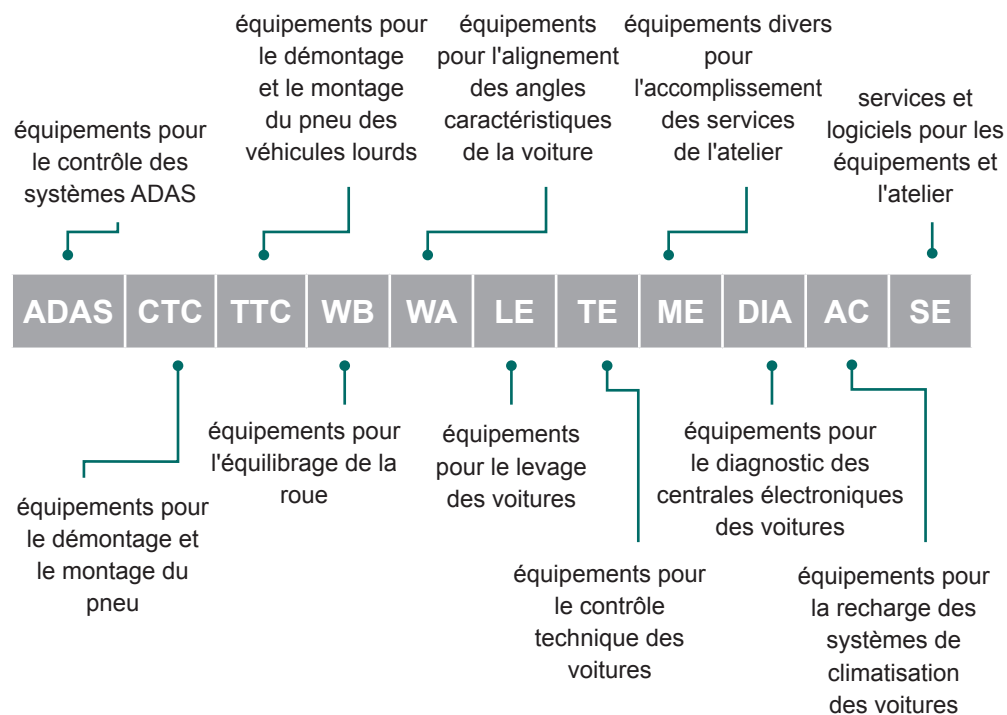 équipements pour
le contrôle des
systèmes ADAS
équipements pour
le démontage
et le montage
du pneu des
véhicules lourds
équipements
pour l'alignement
des angles
caractéristiques
de la voiture
équipements divers
pour
l'accomplissement
des services
de l'atelier
services et
logiciels pour les
équipements et
l'atelier
ADAS CTC TTC WB WA LE TE ME DIA AC SE
équipements pour
le démontage et
le montage du
pneu
équipements pour
l'équilibrage de la
roue
équipements
pour le levage
des voitures
équipements pour
le contrôle
technique des
voitures
équipements pour
le diagnostic des
centrales électroniques
des voitures
équipements pour
la recharge des
systèmes de
climatisation
des voitures